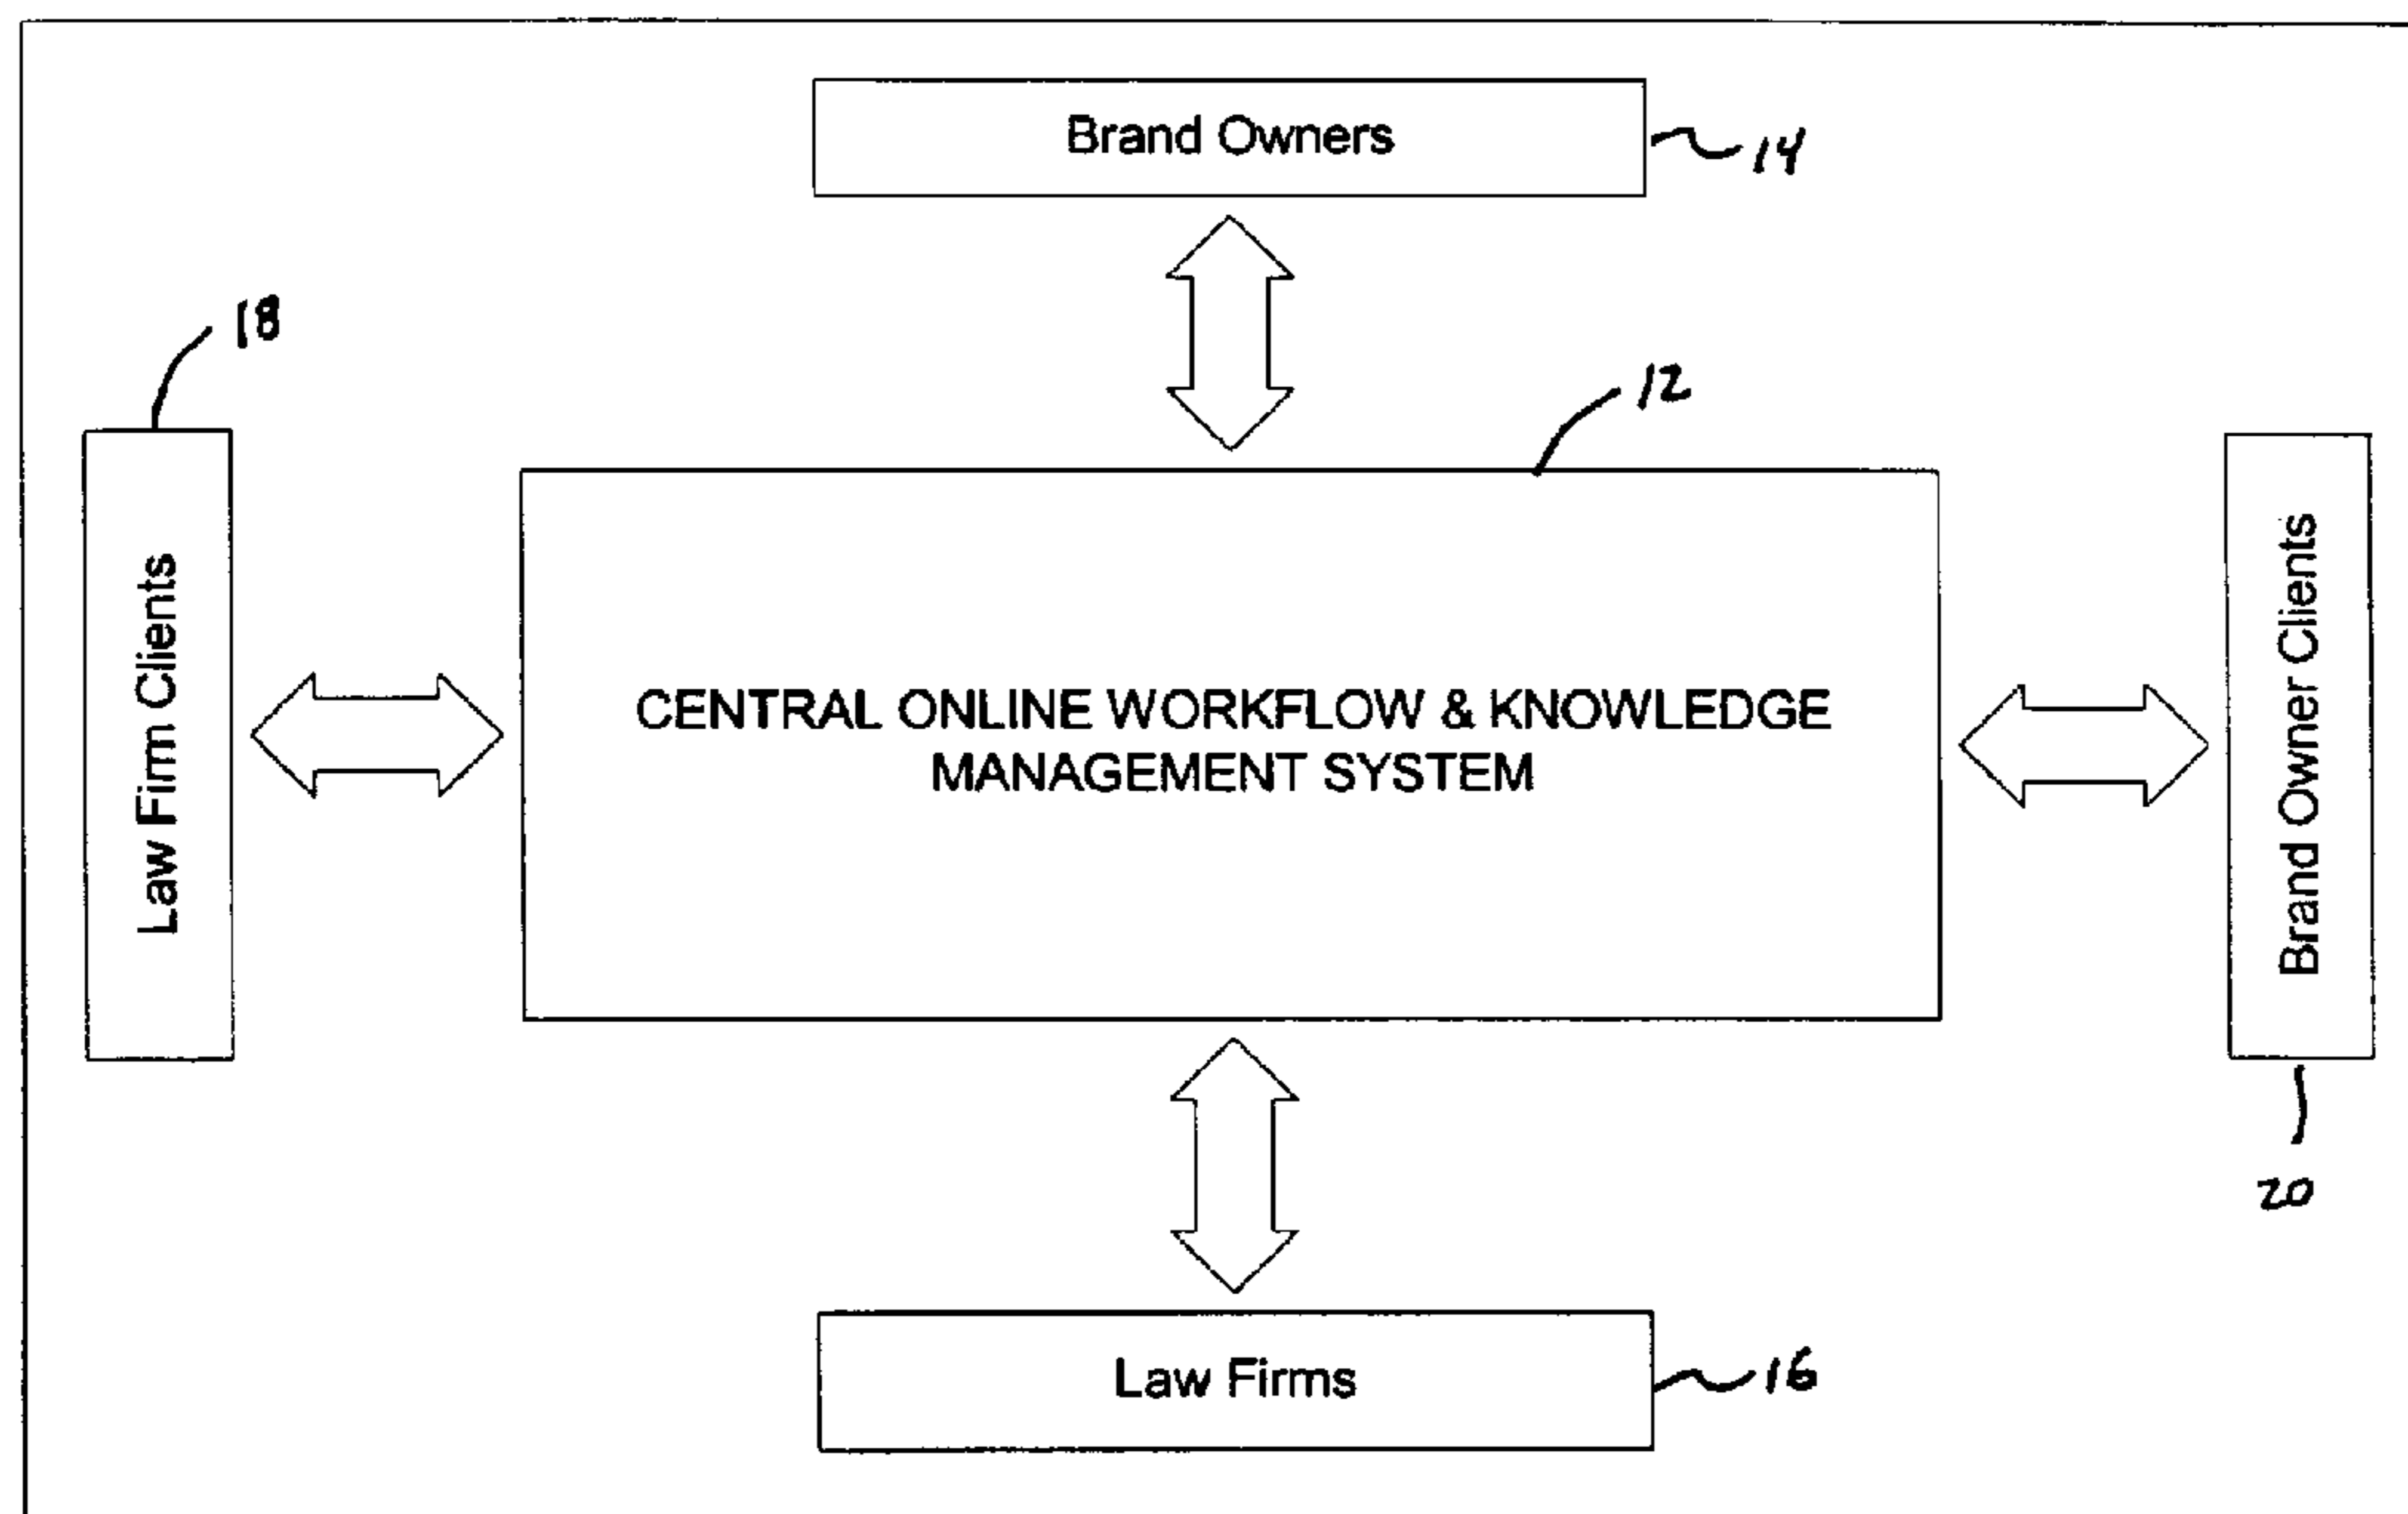 Brand Owners
14
18
12
Law Firm Clients
CENTRAL ONLINE WORKFLOW & KNOWLEDGE
MANAGEMENT SYSTEM
Brand Owner Clients
20
Law Firms
16